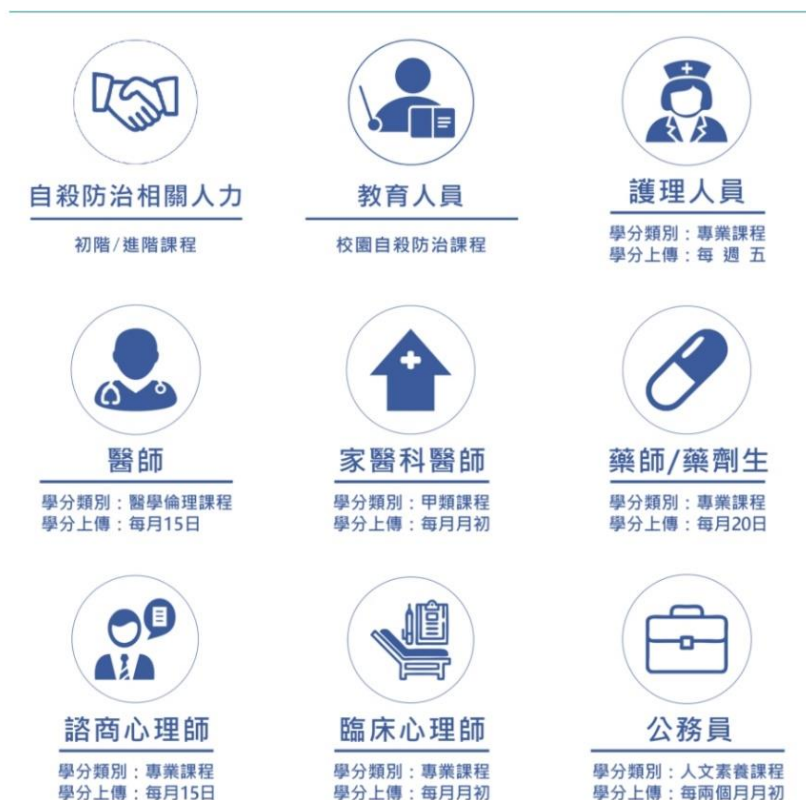 自殺防治相關人力
初階/進階課程
教育人員
校園自殺防治課程
護理人員
學分類別：專業課程
學分上傳：每 週 五
醫師
學分類別：醫學倫理課程
學分上傳：每月15日
家醫科醫師
學分類別：甲類課程
學分上傳：每月月初
藥師/藥劑生
學分類別：專業課程
學分上傳：每月20日
諮商心理師
學分類別：專業課程
學分上傳：每月15日
臨床心理師
學分類別：專業課程
學分上傳：每月月初
公務員
學分類別：人文素養課程
學分上傳：每兩個月月初